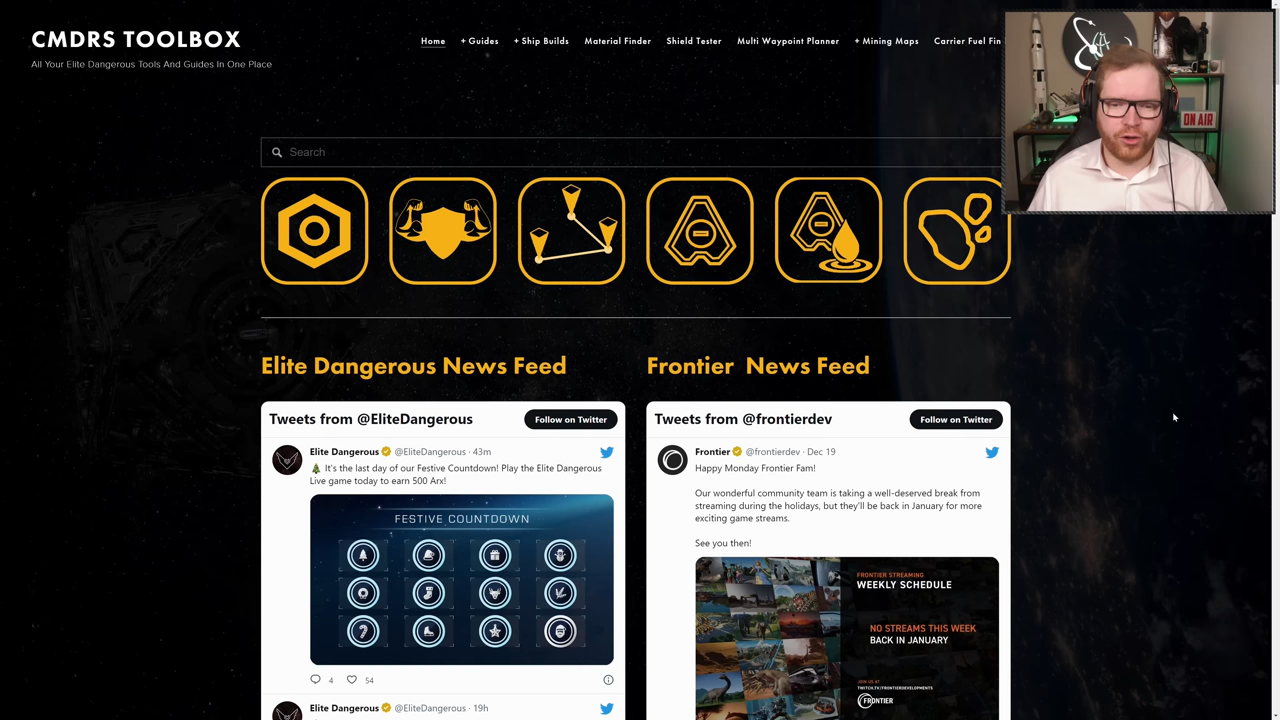 CMDRS TOOLBOX
All Your Elite Dangerous Tools And Guides In One Place
Home + Guides + Ship Builds Material Finder Shield Tester Multi Waypoint Planner + Mining Maps Carrier Fuel Fin
ON AIR
Search
Elite Dangerous News Feed
Frontier News Feed
Tweets from @EliteDangerous
Follow on Twitter
Elite Dangerous @EliteDangerous · 43m
🎄 It's the last day of our Festive Countdown! Play the Elite Dangerous
Live game today to earn 500 Arx!
FESTIVE COUNTDOWN
4 54
Elite Dangerous @EliteDangerous · 19h
Tweets from @frontierdev
Follow on Twitter
Frontier @frontierdev · Dec 19
Happy Monday Frontier Fam!
Our wonderful community team is taking a well-deserved break from
streaming during the holidays, but they'll be back in January for more
exciting game streams.
See you then!
FRONTIER STREAMING
WEEKLY SCHEDULE
NO STREAMS THIS WEEK
BACK IN JANUARY
JOIN US AT
TWITCH.TV/FRONTIERDEVELOPMENTS
FRONTIER